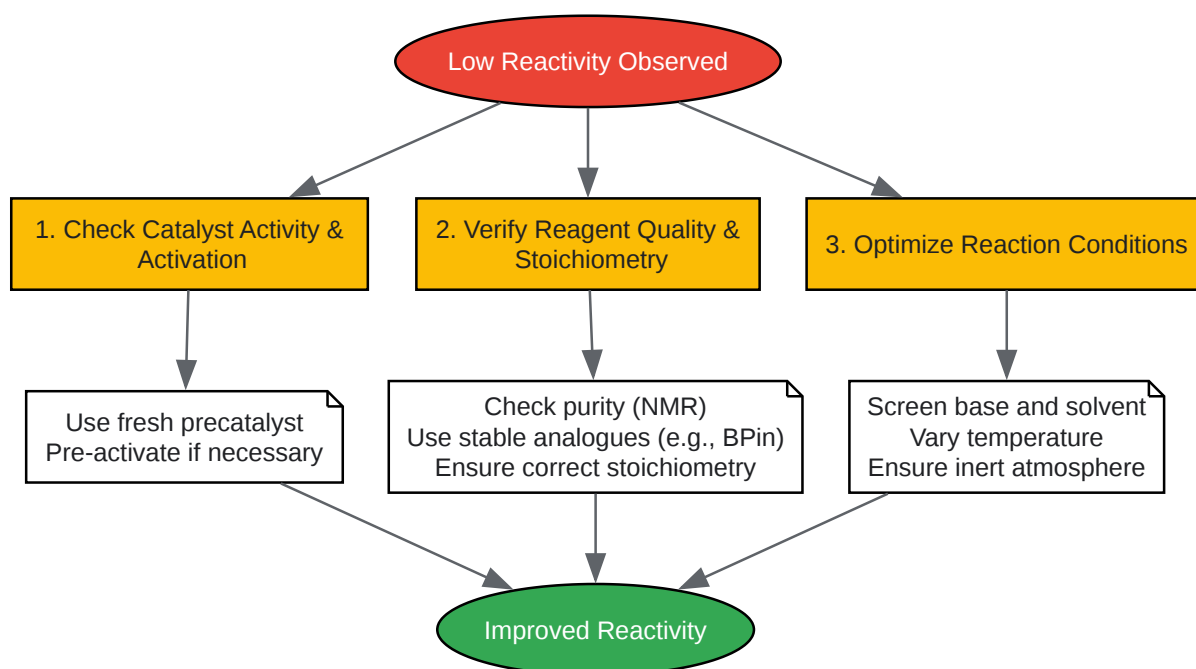 Low Reactivity Observed
1. Check Catalyst Activity &
Activation
2. Verify Reagent Quality &
Stoichiometry
3. Optimize Reaction Conditions
Use fresh precatalyst
Pre-activate if necessary
Check purity (NMR)
Use stable analogues (e.g., BPin)
Ensure correct stoichiometry
Screen base and solvent
Vary temperature
Ensure inert atmosphere
Improved Reactivity